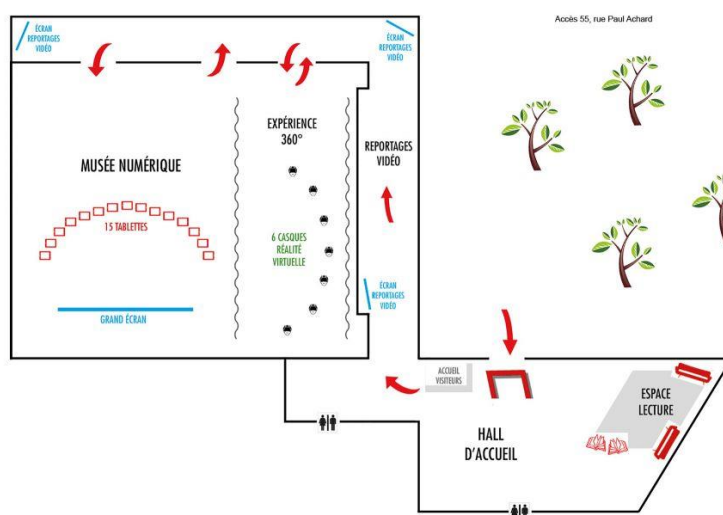 ÉCRAN
REPORTAGES
VIDÉO
ÉCRAN
REPORTAGES
VIDÉO
Accès 55, rue Paul Achard
EXPÉRIENCE
360°
REPORTAGES
VIDÉO
MUSÉE NUMÉRIQUE
15 TABLETTES
6 CASQUES
RÉALITÉ
VIRTUELLE
ÉCRAN
REPORTAGES
VIDÉO
GRAND ÉCRAN
ACCUEIL
VISITEURS
ESPACE
LECTURE
HALL
D'ACCUEIL